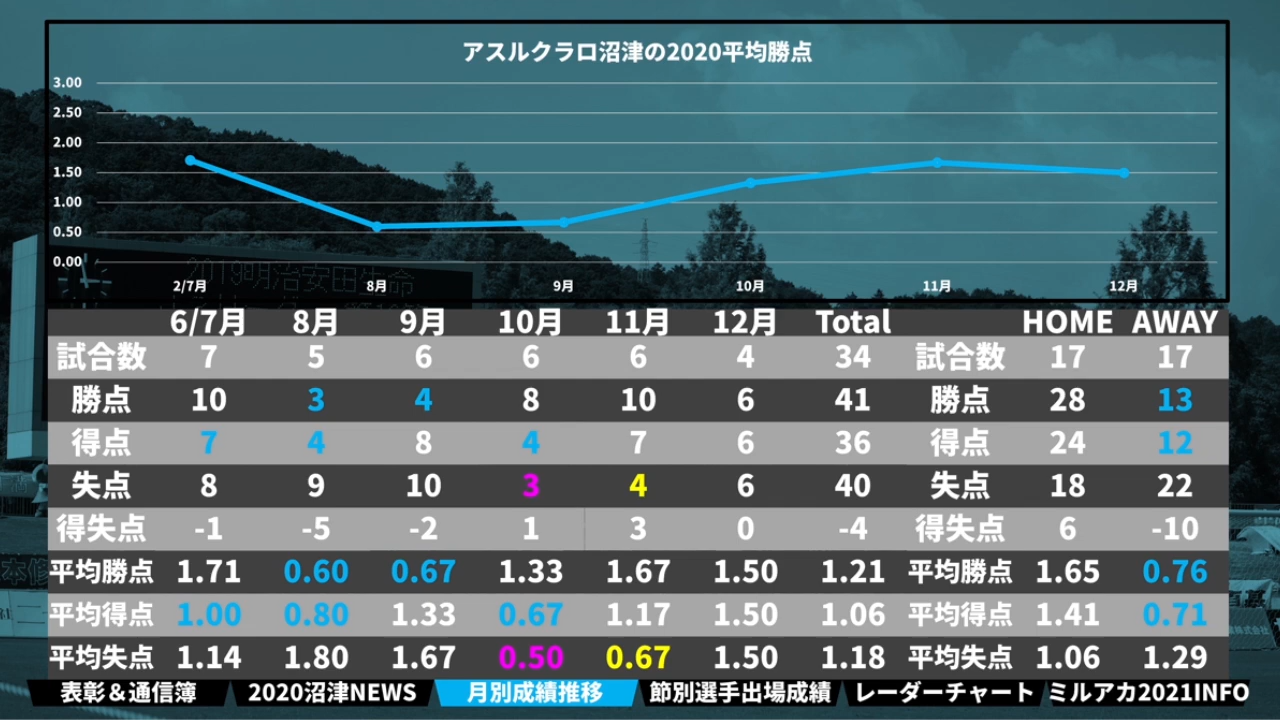 アスルクラロ沼津の2020平均勝点
3.00
2.50
2.00
1.50
1.00
0.50
0.00
2/7月 8月 9月 10月 11月 12月
2019明治安田生命
6/7月 8月 9月 10月 11月 12月 Total HOME AWAY
試合数 7 5 6 6 6 4 34 試合数 17 17
勝点 10 3 4 8 10 6 41 勝点 28 13
得点 7 4 8 4 7 6 36 得点 24 12
失点 8 9 10 3 4 6 40 失点 18 22
得失点 -1 -5 -2 1 3 0 -4 得失点 6 -10
平均勝点 1.71 0.60 0.67 1.33 1.67 1.50 1.21 平均勝点 1.65 0.76
平均得点 1.00 0.80 1.33 0.67 1.17 1.50 1.06 平均得点 1.41 0.71
平均失点 1.14 1.80 1.67 0.50 0.67 1.50 1.18 平均失点 1.06 1.29
表彰＆通信簿 2020沼津NEWS 月別成績推移 節別選手出場成績 レーダーチャート ミルアカ2021INFO